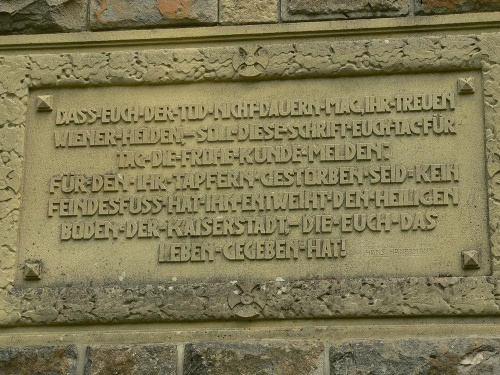 DASS·EUCH·DER·TOD·NICHT·DAUERN·MAG,IHR·TREUEN
WIENER·HELDEN,–SOLL·DIESE·SCHRIFT·EUCH·TAG·FÜR·
TAG·DIE·FROHE·KUNDE·MELDEN:
FÜR·DEN·IHR·TAPFERN·GESTORBEN·SEID·KEIN
FEINDESFUSS·HAT·IHN·ENTWEIHT·DEN·HEILIGEN
BODEN·DER·KAISERSTADT,–DIE·EUCH·DAS
LEBEN·GEGEBEN·HAT!